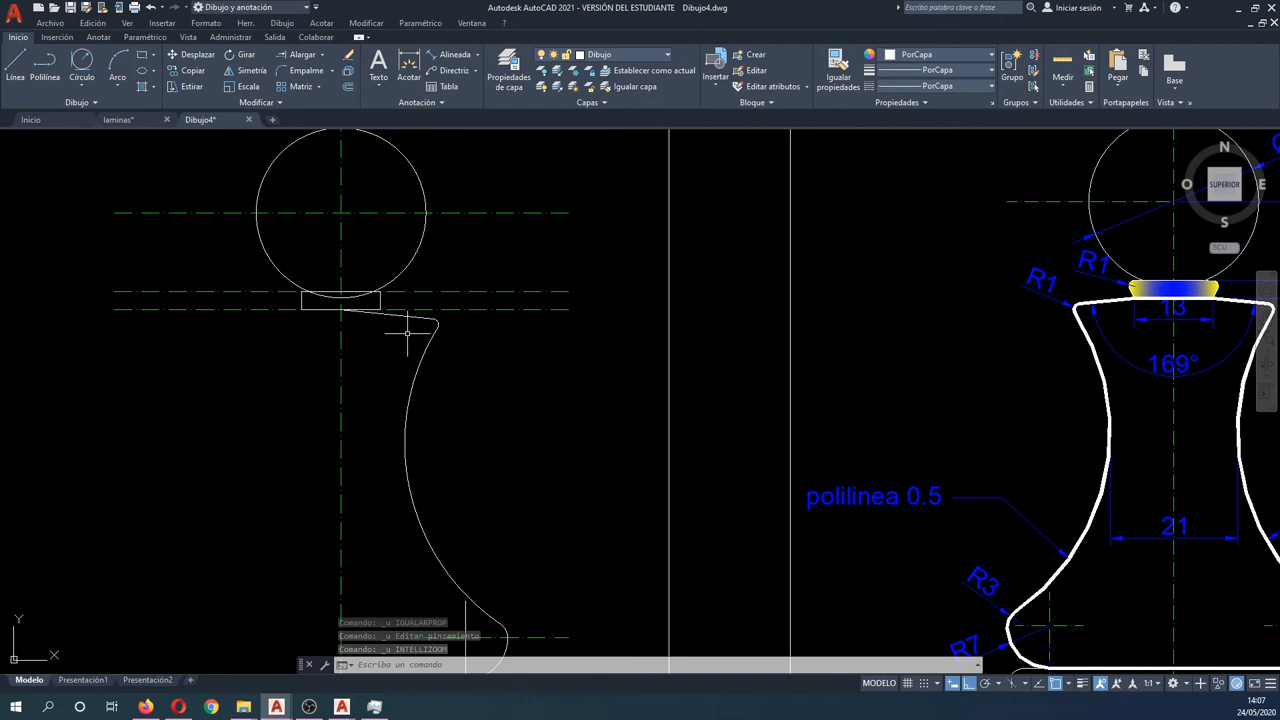 Dibujo y anotación
Autodesk AutoCAD 2021 - VERSIÓN DEL ESTUDIANTE Dibujo4.dwg
Escriba palabra clave o frase
Iniciar sesión
Archivo Edición Ver Insertar Formato Herr. Dibujo Acotar Modificar Paramétrico Ventana ?
Inicio Inserción Anotar Paramétrico Vista Administrar Salida Colaborar
Línea Polilínea Círculo Arco
Desplaza Girar Alargar
Copiar Simetría Empalme
Estirar Escala Matriz
Texto Acotar
Alineada
Directriz
Tabla
Propiedades de capa
Dibujo
Establecer como actual
Igualar capa
Insertar
Crear
Editar
Editar atributos
Igualar propiedades
PorCapa
PorCapa
PorCapa
Grupo Medir Pegar Base
Dibujo Modificar Anotación Capas Bloque Propiedades Grupos Utilidades Portapapeles Vista
Inicio laminas* Dibujo4*
N
O SUPERIOR E
S
SCU
R1
R1
13
169°
polilinea 0.5
21
R3
R7
Y
X
Comando: _u IGUALARPROP
Comando: _u Editar pinzamiento
Comando: _u INTELLIZOOM
Escriba un comando
Modelo Presentación1 Presentación2
MODELO
1:1
14:07
24/05/2020